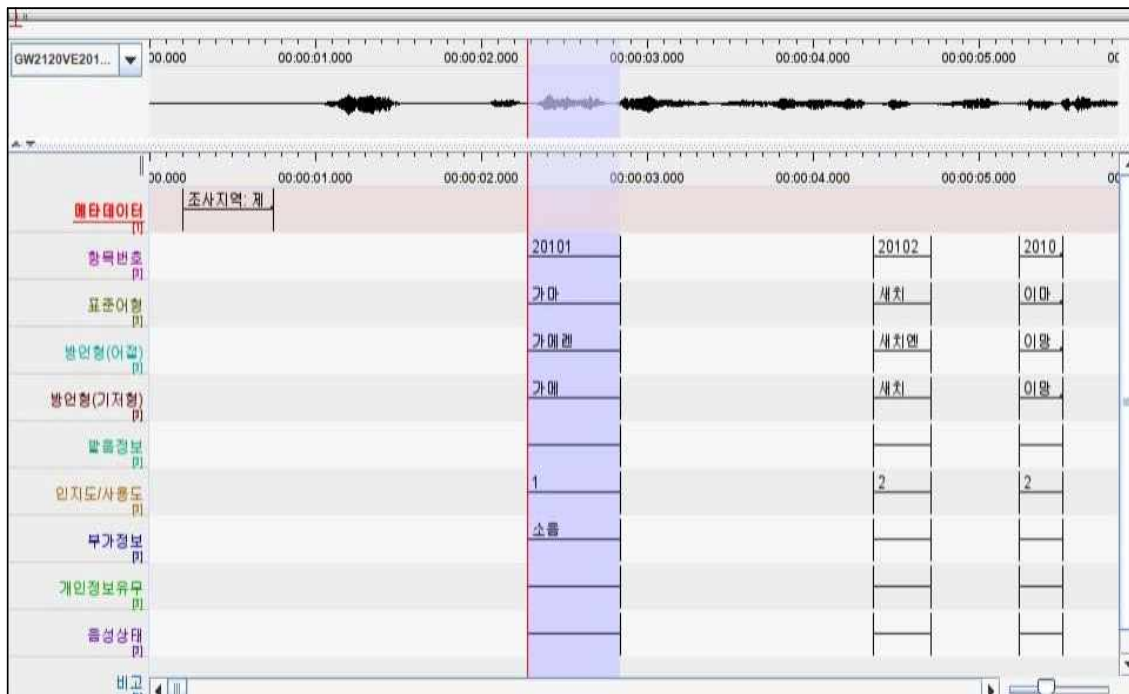 GW2120VE201...
00.000 00:00:01.000 00:00:02.000 00:00:03.000 00:00:04.000 00:00:05.000 00
00.000 00:00:01.000 00:00:02.000 00:00:03.000 00:00:04.000 00:00:05.000 00
메타데이터 조사지역: 제
[1]
항목번호 20101 20102 2010
표준어형 가마 새치 이마
방언형(어절) 가메렌 새치엔 이망
방언형(기저형) 가메 새치 이망
발음정보
인지도/사용도 1 2 2
부가정보 소음
개인정보유무
음성상태
비고